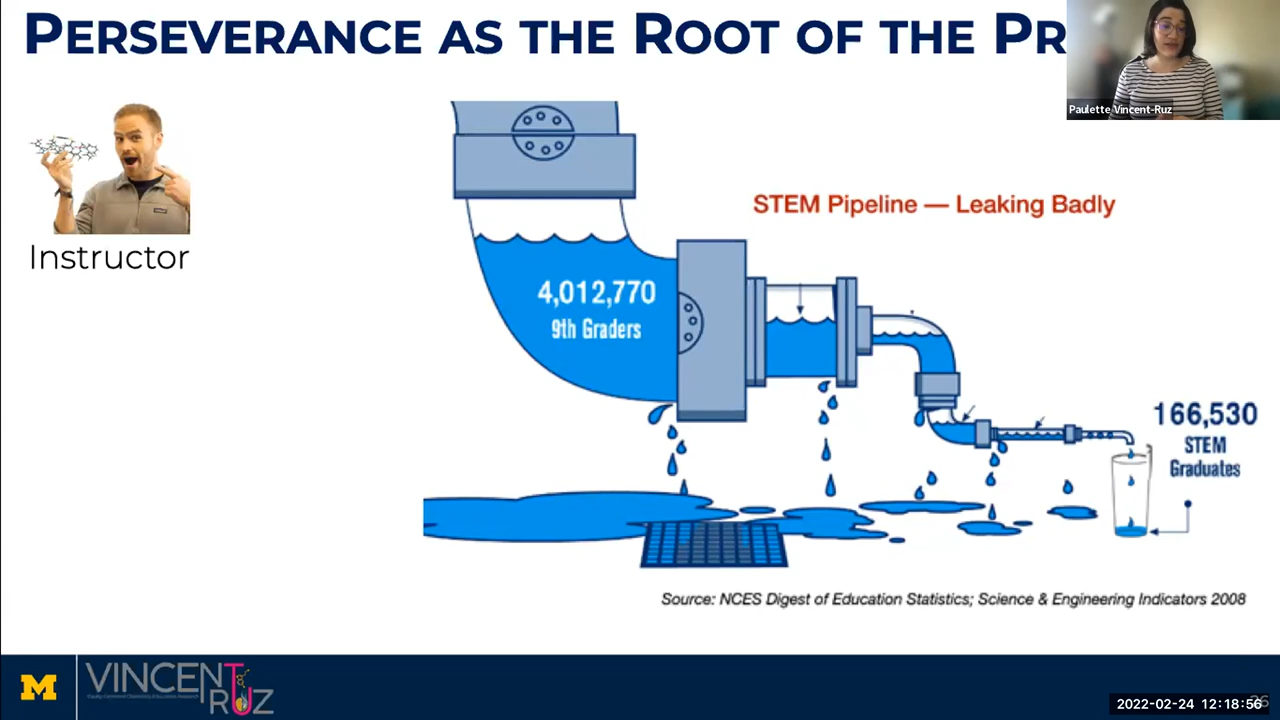 PERSEVERANCE AS THE ROOT OF THE PR
Paulette Vincent-Ruz
Instructor
STEM Pipeline — Leaking Badly
4,012,770
9th Graders
166,530
STEM
Graduates
Source: NCES Digest of Education Statistics; Science & Engineering Indicators 2008
M
VINCENT
RUZ
2022-02-24 12:18:56